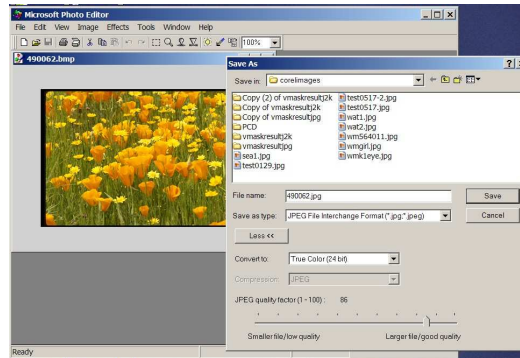 Microsoft Photo Editor
File Edit View Image Effects Tools Window Help
100%
490062.bmp
Save As
Save in: corelimages
Copy (2) of vmaskresultj2k
Copy of vmaskresultj2k
Copy of vmaskresultjpg
PCD
vmaskresultj2k
vmaskresultjpg
sea1.jpg
test0129.jpg
test0517-2.jpg
test0517.jpg
wat1.jpg
wat2.jpg
wm564011.jpg
wmgirl.jpg
wmk1eye.jpg
File name: 490062.jpg Save
Save as type: JPEG File Interchange Format (*.jpg;*.jpeg) Cancel
Less <<
Convert to: True Color (24 bit)
Compression: JPEG
JPEG quality factor (1 - 100) : 86
Smaller file/low quality Larger file/good quality
Ready